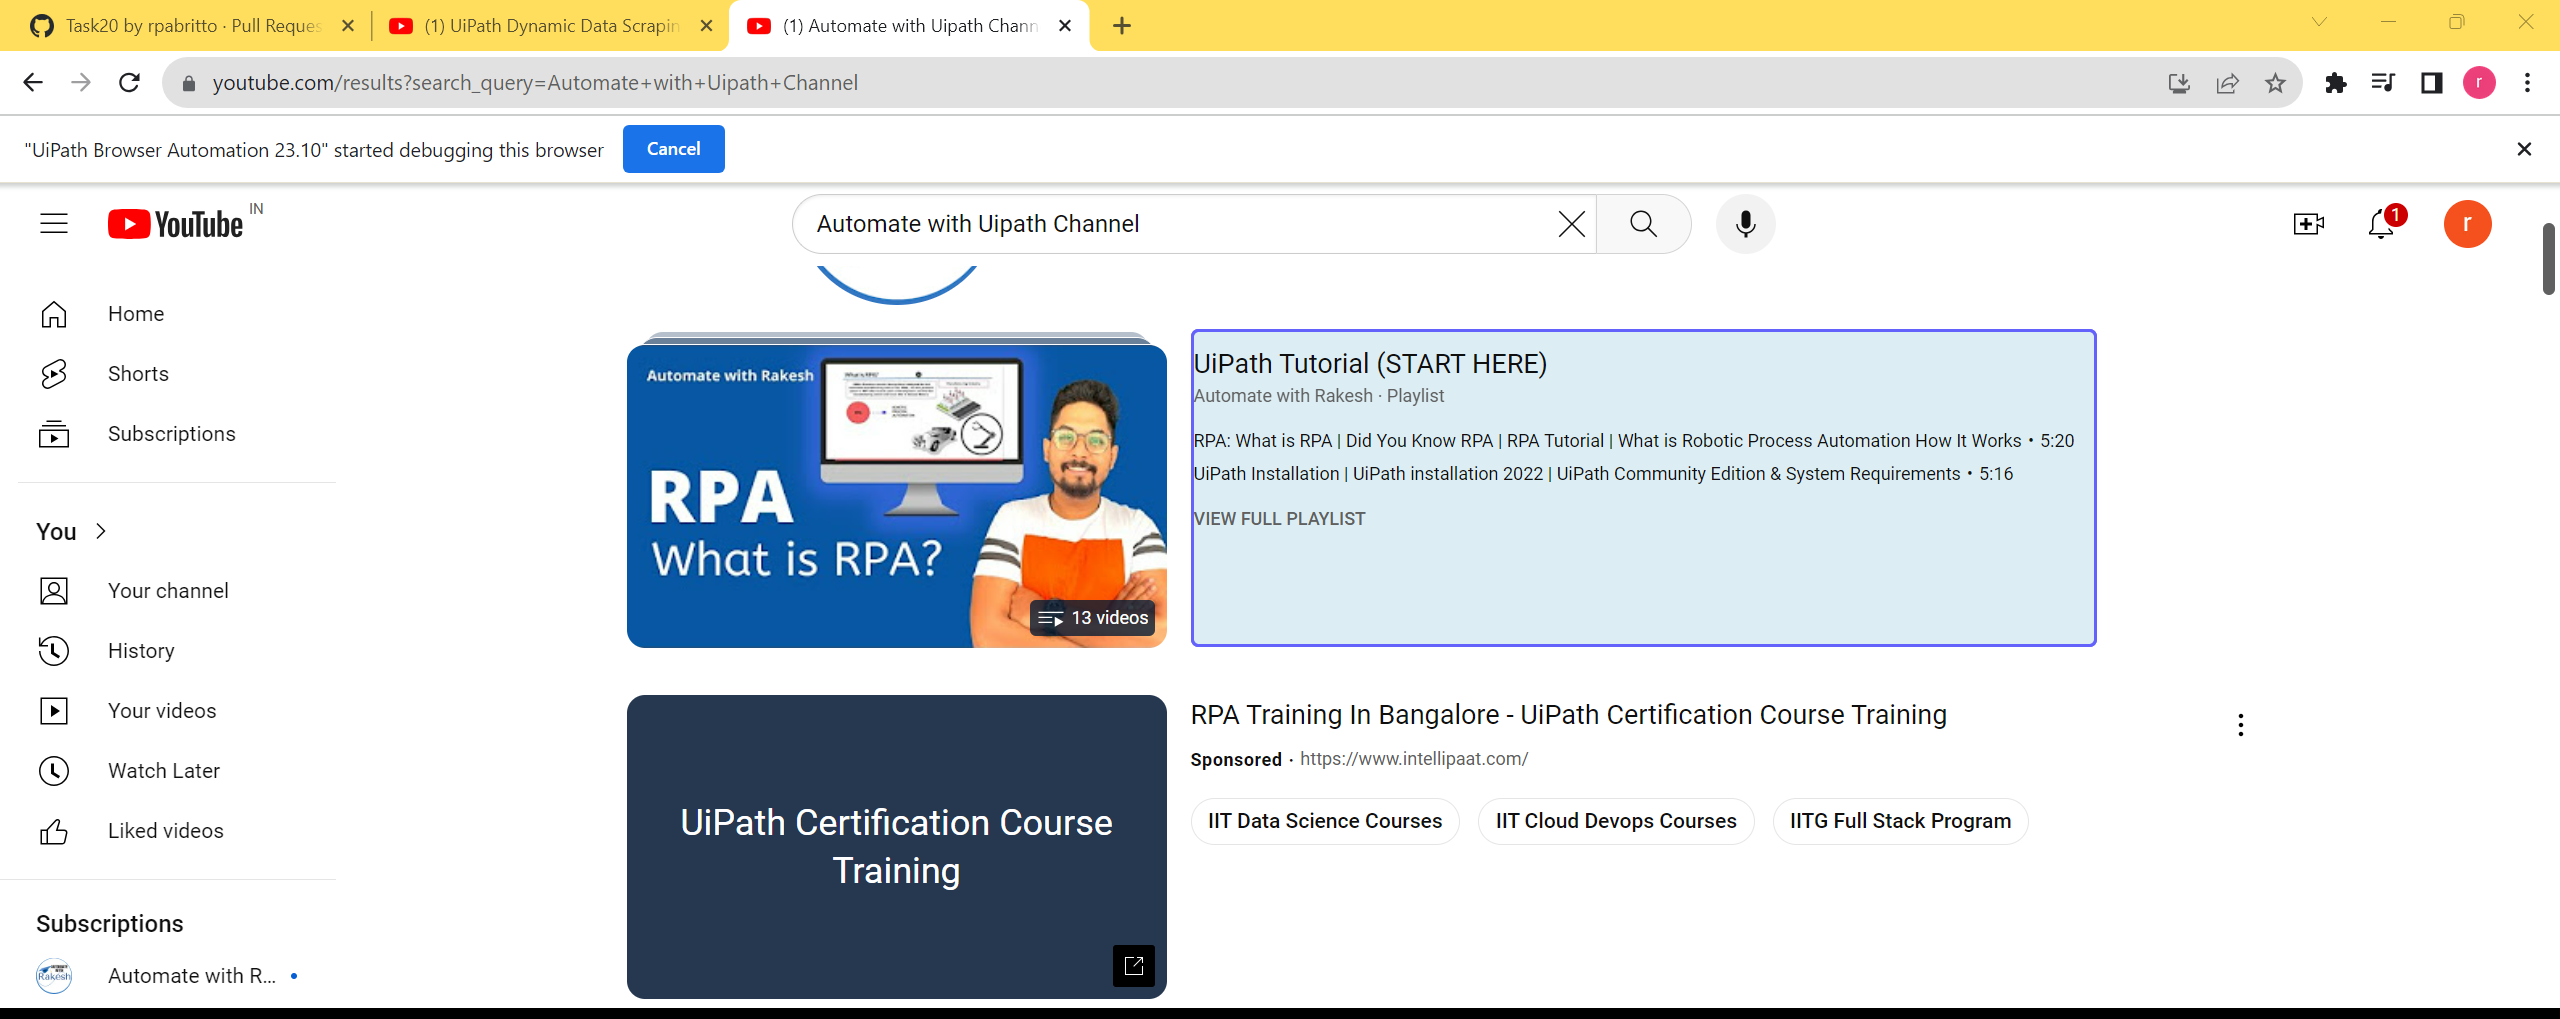 Task20 by rpabritto · Pull Reques
(1) UiPath Dynamic Data Scrapin
(1) Automate with Uipath Chann
youtube.com/results?search_query=Automate+with+Uipath+Channel
r
"UiPath Browser Automation 23.10" started debugging this browser
Cancel
YouTube IN
Automate with Uipath Channel
1
r
Home
Shorts
Subscriptions
You
Your channel
History
Your videos
Watch Later
Liked videos
Subscriptions
Rakesh
Automate with R...
Automate with Rakesh
What is RPA?
RPA
What is RPA?
13 videos
UiPath Tutorial (START HERE)
Automate with Rakesh · Playlist
RPA: What is RPA | Did You Know RPA | RPA Tutorial | What is Robotic Process Automation How It Works • 5:20
UiPath Installation | UiPath installation 2022 | UiPath Community Edition & System Requirements • 5:16
VIEW FULL PLAYLIST
UiPath Certification Course
Training
RPA Training In Bangalore - UiPath Certification Course Training
Sponsored · https://www.intellipaat.com/
IIT Data Science Courses
IIT Cloud Devops Courses
IITG Full Stack Program